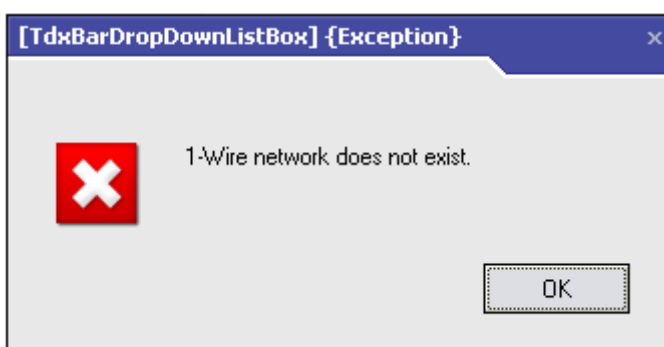 [TdxBarDropDownListBox] {Exception}
1-Wire network does not exist.
OK